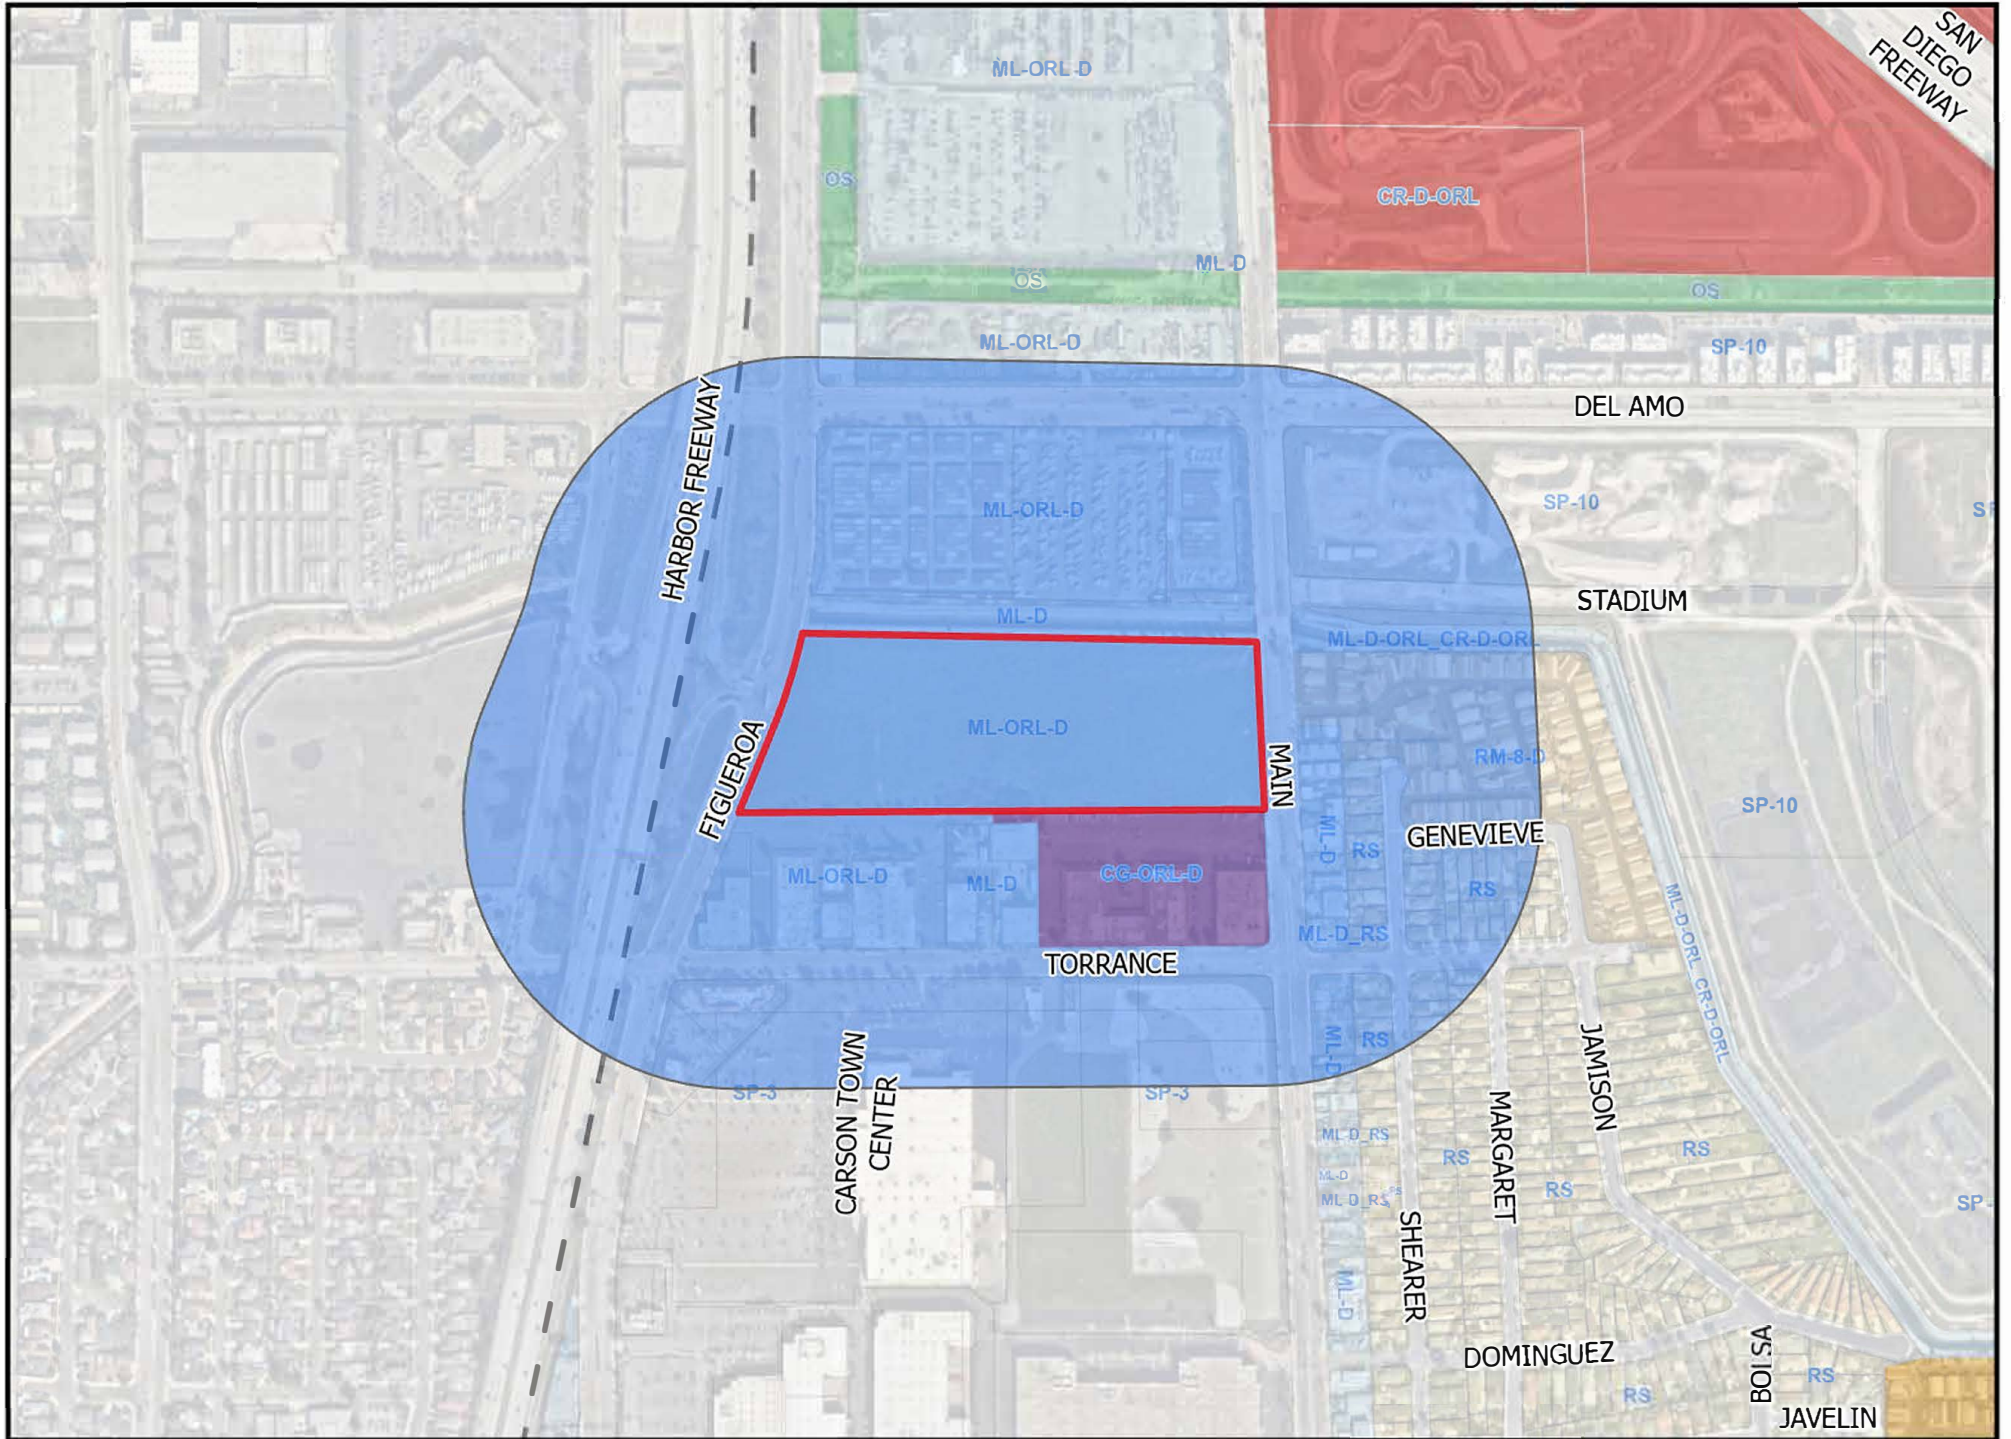 SAN
DIEGO
FREEWAY
ML-ORL-D
OS
CR-D-ORL
ML-D
OS
OS
ML-ORL-D
SP-10
DEL AMO
HARBOR FREEWAY
ML-ORL-D
SP-10
STADIUM
ML-D
ML-D-ORL_CR-D-ORL
ML-ORL-D
RM-8-D
FIGUEROA
MAIN
SP-10
GENEVIEVE
ML-D
RS
ML-ORL-D
ML-D
CG-ORL-D
RS
ML-D-ORL_CR-D-ORL
ML-D_RS
TORRANCE
ML-D
RS
SP-3
CARSON TOWN
CENTER
SP-3
JAMISON
MARGARET
ML-D_RS
RS
RS
ML-D
ML-D_RS
RS
SHEARER
ML-D
DOMINGUEZ
BOLSA
RS
RS
JAVELIN